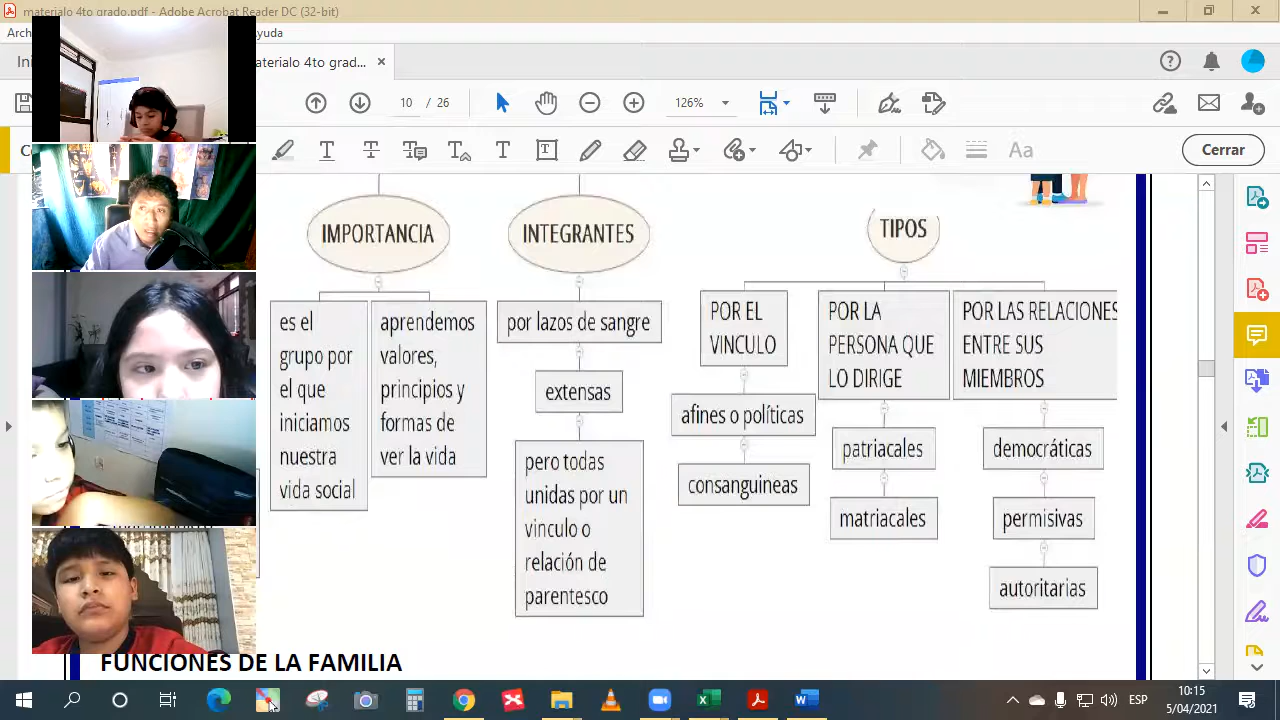 materialo 4to grado.pdf - Adobe Acrobat Reader DC (32-bit)
Ayuda
aterialo 4to grad...
10 / 26
126%
Aa
Cerrar
IMPORTANCIA
es el
grupo por
el que
iniciamos
nuestra
vida social
aprendemos
valores,
principios y
formas de
ver la vida
INTEGRANTES
por lazos de sangre
extensas
pero todas
unidas por un
vinculo o
relación de
parentesco
TIPOS
POR EL
VINCULO
afines o políticas
consanguineas
POR LA
PERSONA QUE
LO DIRIGE
patriacales
matriacales
POR LAS RELACIONES
ENTRE SUS
MIEMBROS
democráticas
permisivas
autoritarias
FUNCIONES DE LA FAMILIA
ESP
10:15
5/04/2021